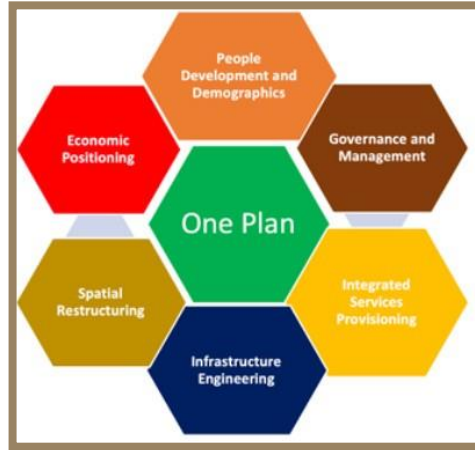 People
Development and
Demographics
Economic
Positioning
Governance and
Management
One Plan
Spatial
Restructuring
Integrated
Services
Provisioning
Infrastructure
Engineering